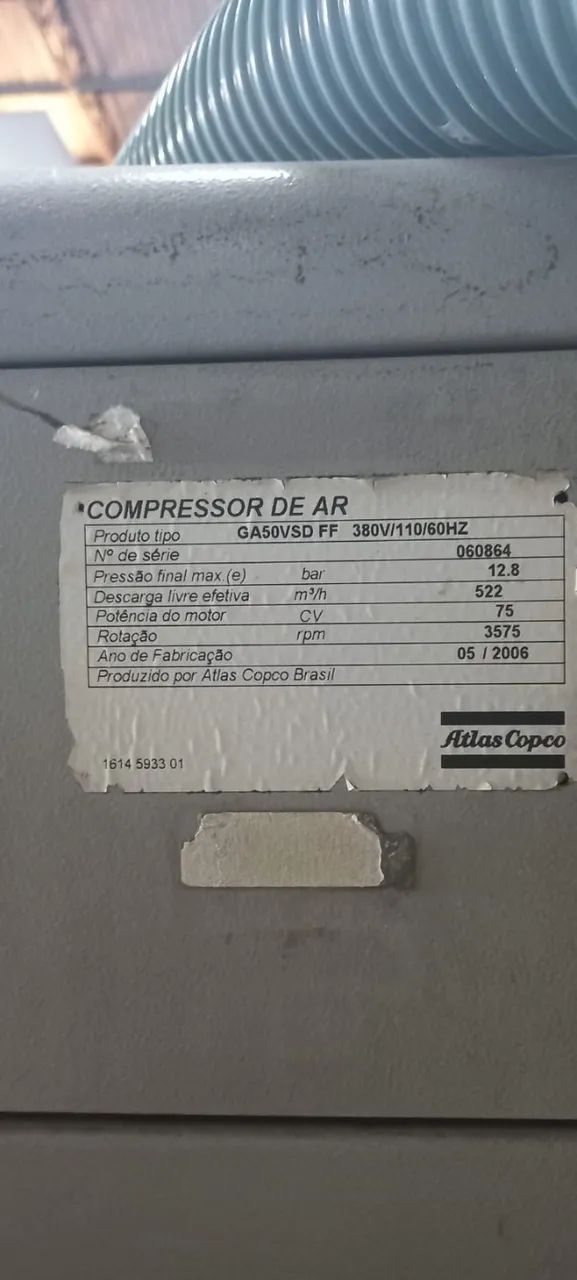 COMPRESSOR DE AR
Produto tipo GA50VSD FF 380V/110/60HZ
Nº de série 060864
Pressão final max.(e) bar 12.8
Descarga livre efetiva m³/h 522
Potência do motor CV 75
Rotação rpm 3575
Ano de Fabricação 05 / 2006
Produzido por Atlas Copco Brasil
Atlas Copco
1614 5933 01